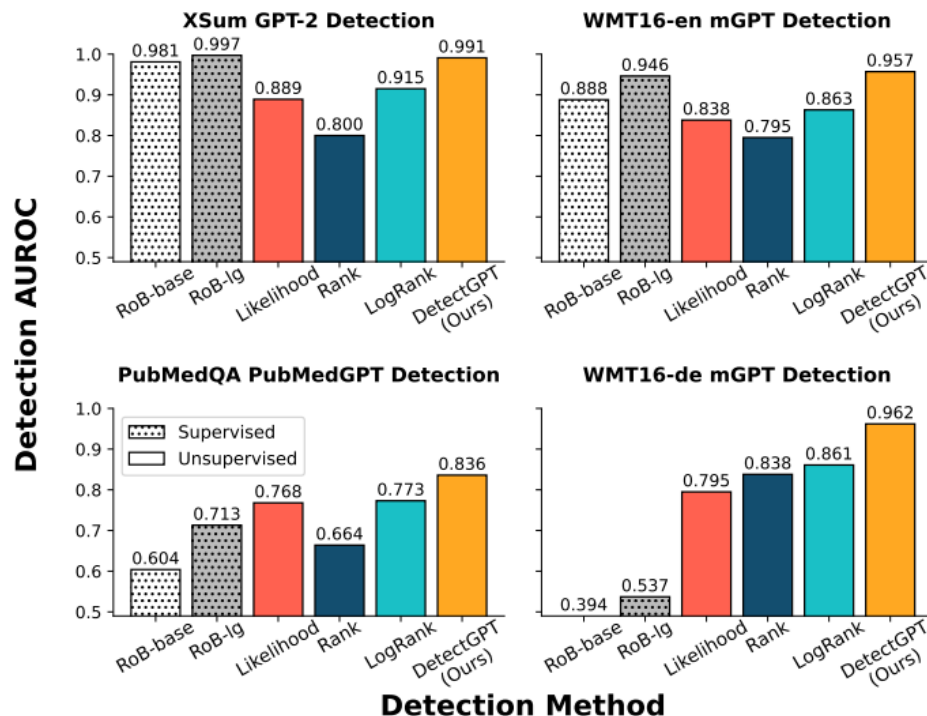 XSum GPT-2 Detection
1.0
0.9
0.8
0.7
0.6
0.5
0.981
0.997
0.889
0.800
0.915
0.991
RoB-base
RoB-lg
Likelihood
Rank
LogRank
DetectGPT
(Ours)
WMT16-en mGPT Detection
0.888
0.946
0.838
0.795
0.863
0.957
RoB-base
RoB-lg
Likelihood
Rank
LogRank
DetectGPT
(Ours)
Detection AUROC
PubMedQA PubMedGPT Detection
1.0
0.9
0.8
0.7
0.6
0.5
Supervised
Unsupervised
0.604
0.713
0.768
0.664
0.773
0.836
RoB-base
RoB-lg
Likelihood
Rank
LogRank
DetectGPT
(Ours)
WMT16-de mGPT Detection
0.394
0.537
0.795
0.838
0.861
0.962
RoB-base
RoB-lg
Likelihood
Rank
LogRank
DetectGPT
(Ours)
Detection Method